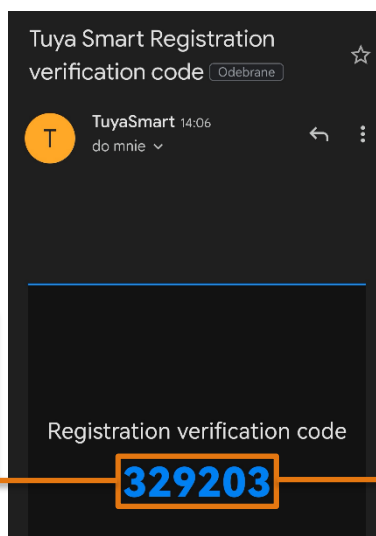 Tuya Smart Registration
verification code Odebrane
T
TuyaSmart 14:06
do mnie
Registration verification code
329203